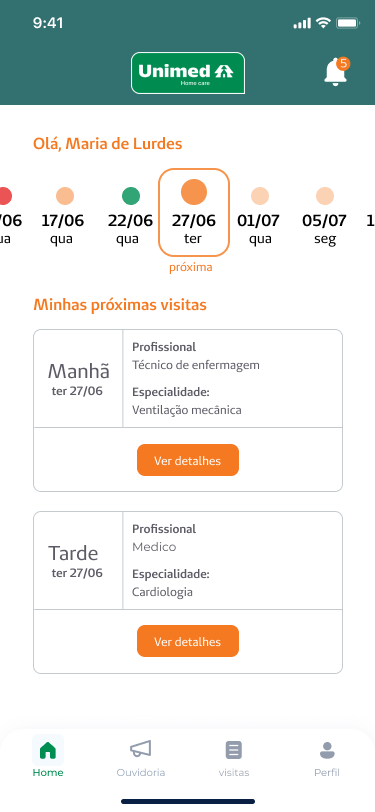 9:41
Unimed
Home care
5
Olá, Maria de Lurdes
/06 17/06 22/06 27/06 01/07 05/07 1
ua qua qua ter qua seg
próxima
Minhas próximas visitas
Manhã
ter 27/06
Profissional
Técnico de enfermagem
Especialidade:
Ventilação mecânica
Ver detalhes
Tarde
ter 27/06
Profissional
Medico
Especialidade:
Cardiologia
Ver detalhes
Home Ouvidoria visitas Perfil